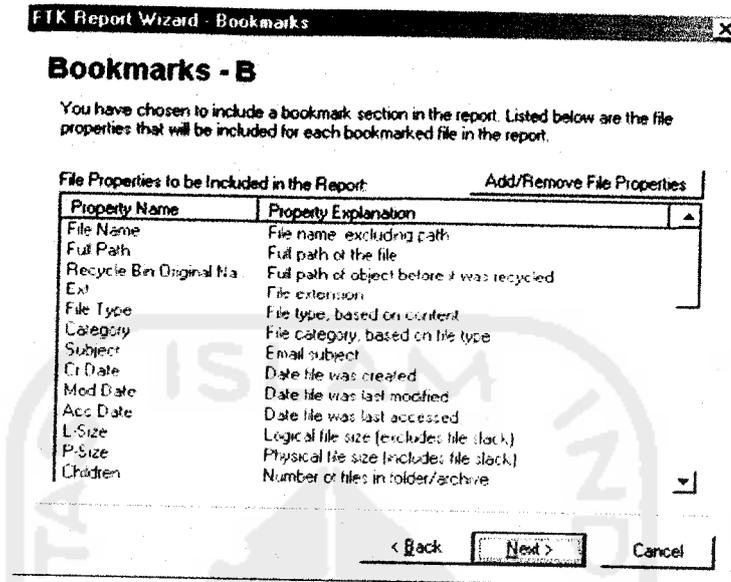 FTK Report Wizard - Bookmarks
Bookmarks - B
You have chosen to include a bookmark section in the report. Listed below are the file
properties that will be included for each bookmarked file in the report.
File Properties to be Included in the Report: Add/Remove File Properties
Property Name Property Explanation
File Name File name excluding path
Full Path Full path of the file
Recycle Bin Original Na... Full path of object before it was recycled
Ext File extension
File Type File type, based on content
Category File category, based on file type
Subject Email subject
Cr Date Date file was created
Mod Date Date file was last modified
Acc Date Date file was last accessed
L-Size Logical file size (excludes file slack)
P-Size Physical file size (includes file slack)
Children Number of files in folder/archive
< Back Next > Cancel
ISLAM